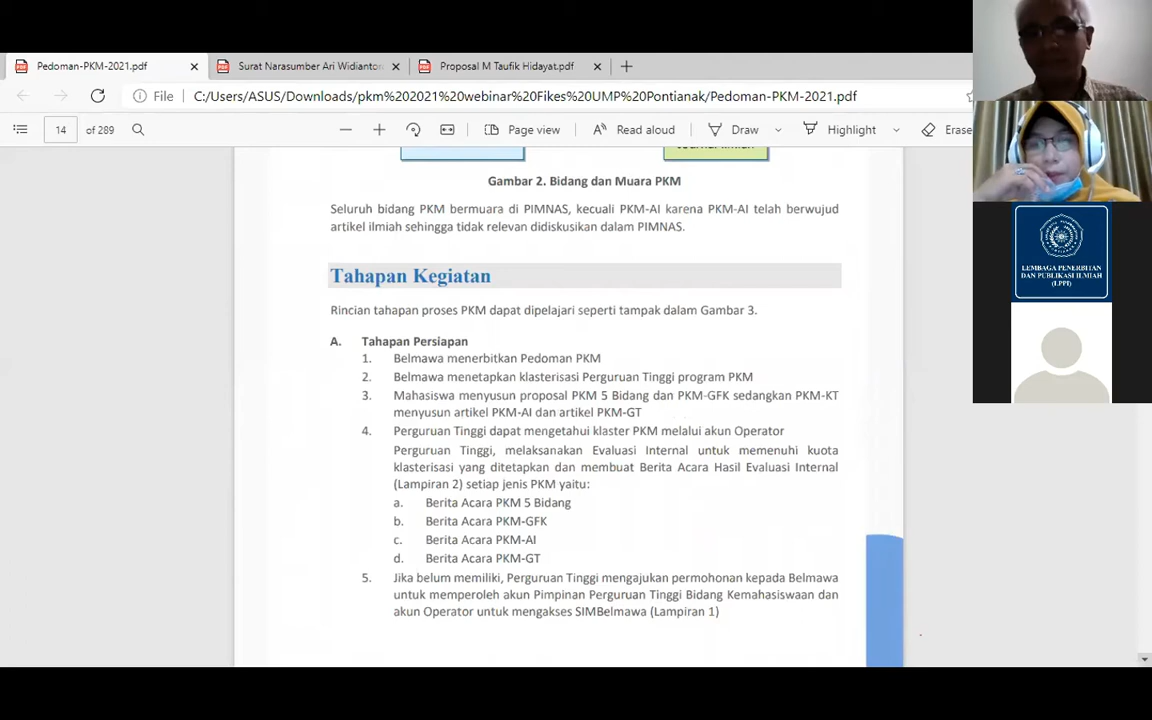 Pedoman-PKM-2021.pdf
Surat Narasumber Ari Widianto
Proposal M Taufik Hidayat.pdf
File
C:/Users/ASUS/Downloads/pkm%202021%20webinar%20Fikes%20UMP%20Pontianak/Pedoman-PKM-2021.pdf
14 of 289
Page view
Read aloud
Draw
Highlight
Erase
Gambar 2. Bidang dan Muara PKM
Seluruh bidang PKM bermuara di PIMNAS, kecuali PKM-AI karena PKM-AI telah berwujud
artikel ilmiah sehingga tidak relevan didiskusikan dalam PIMNAS.
Tahapan Kegiatan
Rincian tahapan proses PKM dapat dipelajari seperti tampak dalam Gambar 3.
A. Tahapan Persiapan
1. Belmawa menerbitkan Pedoman PKM
2. Belmawa menetapkan klasterisasi Perguruan Tinggi program PKM
3. Mahasiswa menyusun proposal PKM 5 Bidang dan PKM-GFK sedangkan PKM-KT
menyusun artikel PKM-AI dan artikel PKM-GT
4. Perguruan Tinggi dapat mengetahui klaster PKM melalui akun Operator
Perguruan Tinggi, melaksanakan Evaluasi Internal untuk memenuhi kuota
klasterisasi yang ditetapkan dan membuat Berita Acara Hasil Evaluasi Internal
(Lampiran 2) setiap jenis PKM yaitu:
a. Berita Acara PKM 5 Bidang
b. Berita Acara PKM-GFK
c. Berita Acara PKM-AI
d. Berita Acara PKM-GT
5. Jika belum memiliki, Perguruan Tinggi mengajukan permohonan kepada Belmawa
untuk memperoleh akun Pimpinan Perguruan Tinggi Bidang Kemahasiswaan dan
akun Operator untuk mengakses SIMBelmawa (Lampiran 1)
LEMBAGA PENERBITAN
DAN PUBLIKASI ILMIAH
(LPPI)